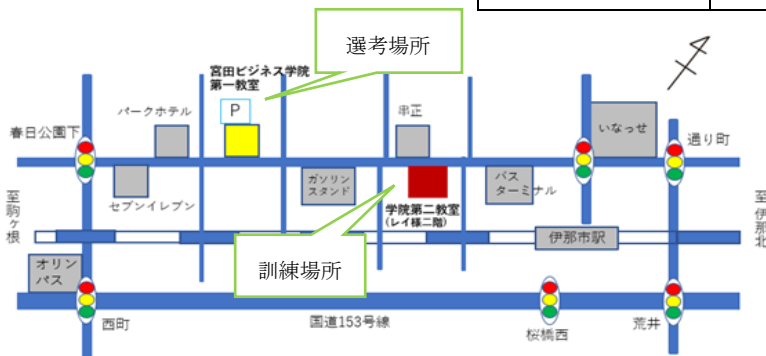 選考場所
宮田ビジネス学院
第一教室
P
パークホテル
串正
いなっせ
春日公園下
通り町
セブンイレブン
ガソリン
スタンド
バス
ターミナル
学院第二教室
(レイ様二階)
至駒ヶ根
至伊那北
伊那市駅
訓練場所
オリン
パス
西町
国道153号線
桜橋西
荒井